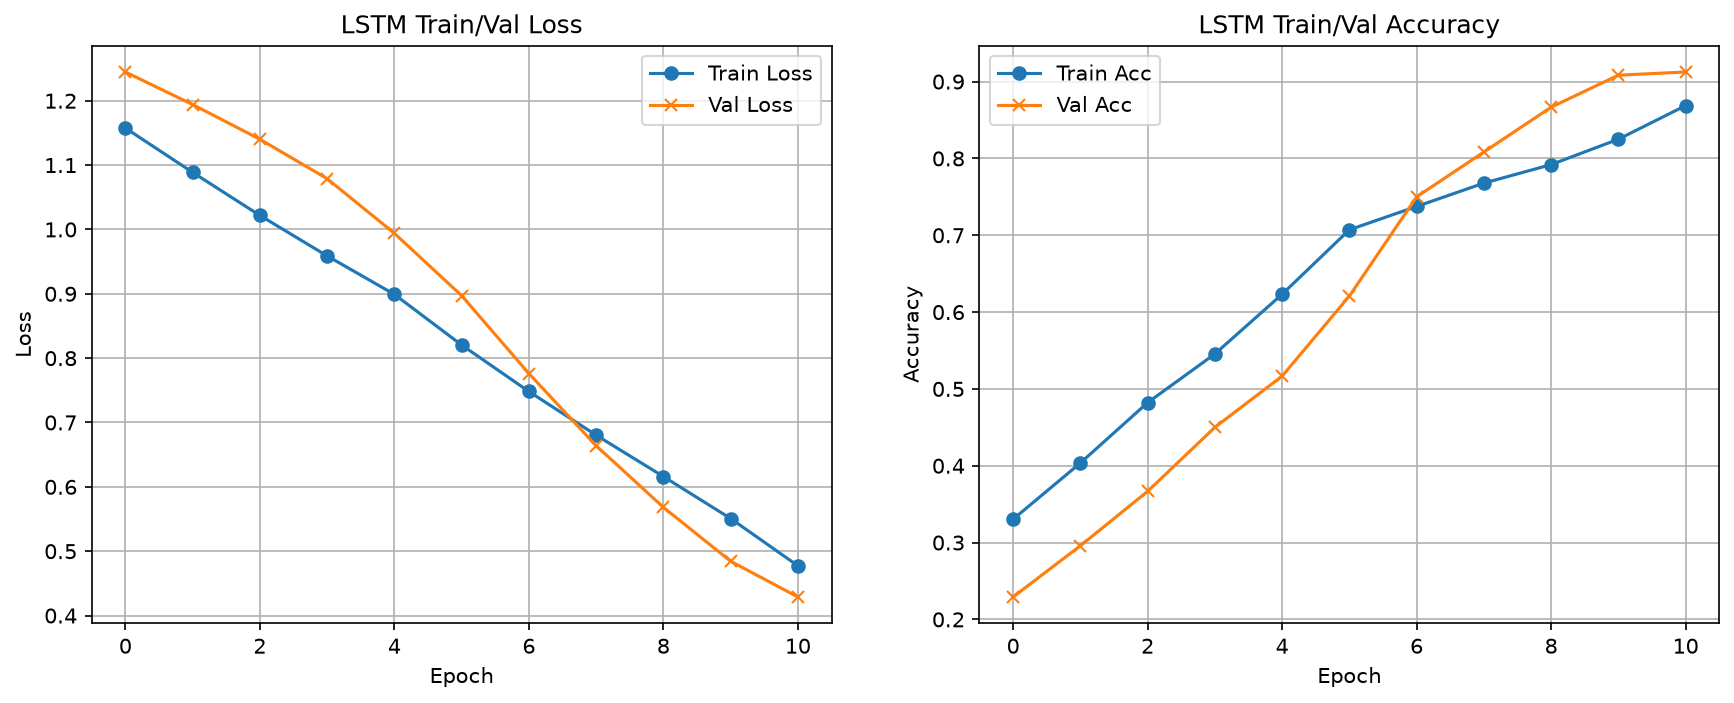 LSTM Train/Val Loss
Train Loss
Val Loss
1.2
1.1
1.0
0.9
0.8
0.7
0.6
0.5
0.4
Loss
0 2 4 6 8 10
Epoch
LSTM Train/Val Accuracy
Train Acc
Val Acc
0.9
0.8
0.7
0.6
0.5
0.4
0.3
0.2
Accuracy
0 2 4 6 8 10
Epoch